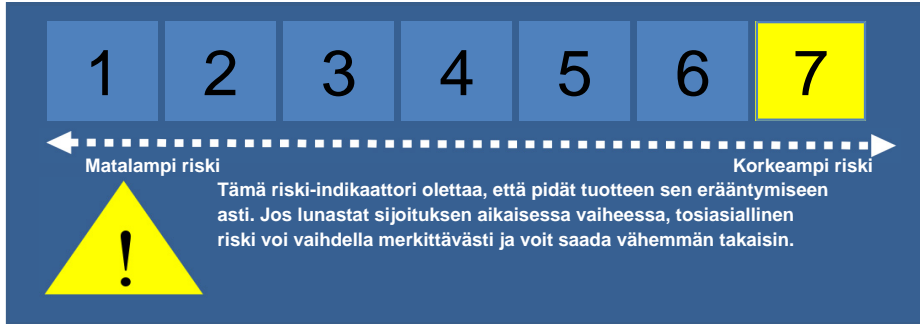 1 2 3 4 5 6 7
Matalampi riski Korkeampi riski
Tämä riski-indikaattori olettaa, että pidät tuotteen sen erääntymiseen
asti. Jos lunastat sijoituksen aikaisessa vaiheessa, tosiasiallinen
riski voi vaihdella merkittävästi ja voit saada vähemmän takaisin.
!